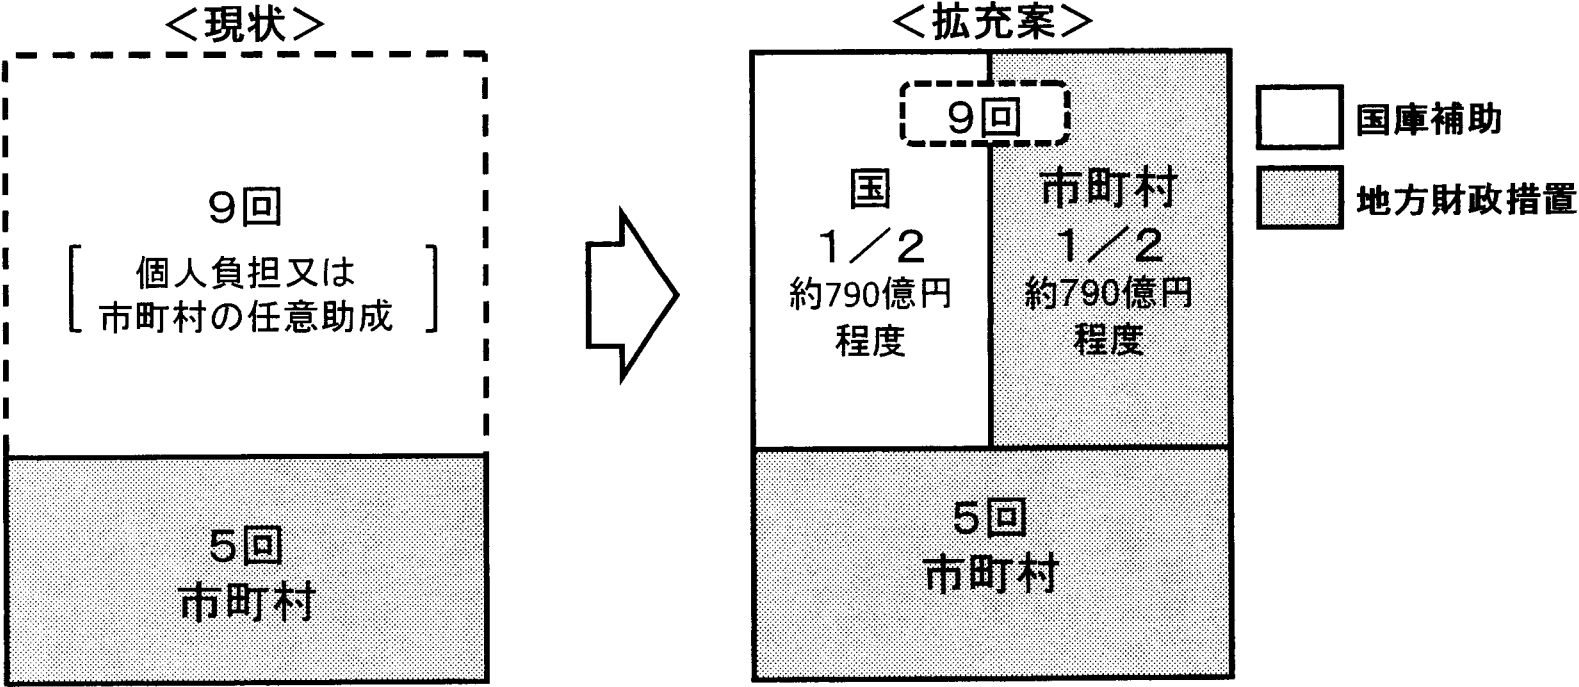 ＜現状＞
９回
個人負担又は
市町村の任意助成
５回
市町村
＜拡充案＞
９回
国
１／２
約790億円
程度
市町村
１／２
約790億円
程度
５回
市町村
国庫補助
地方財政措置